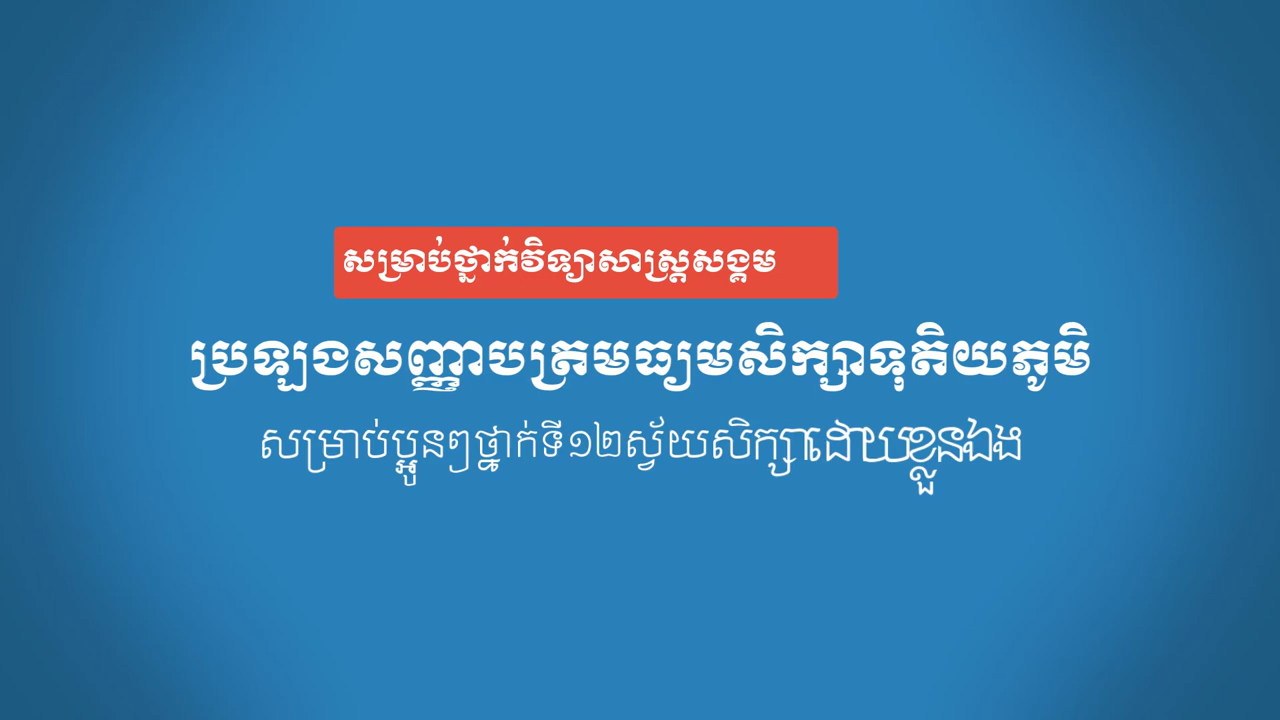 សម្រាប់ថ្នាក់វិទ្យាសាស្ត្រសង្គម
ប្រឡងសញ្ញាបត្រមធ្យមសិក្សាទុតិយភូមិ
សម្រាប់ប្អូនៗថ្នាក់ទី១២ស្វ័យសិក្សាដោយខ្លួនឯង